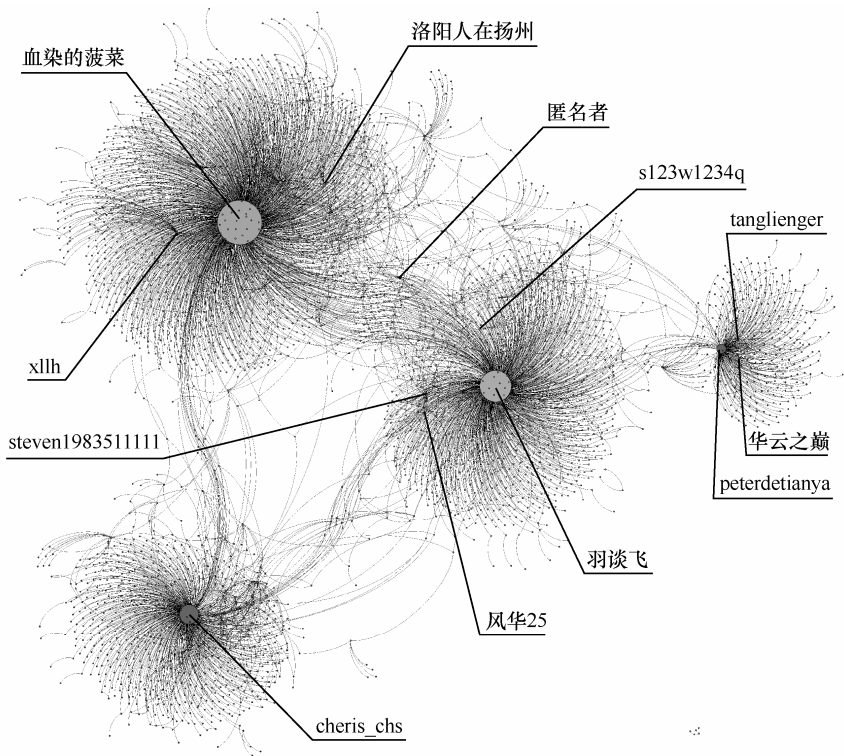 洛阳人在扬州
血染的菠菜
匿名者
s123w1234q
tanglienger
xllh
steven1983511111
华云之巅
peterdetianya
羽谈飞
风华25
cheris_chs